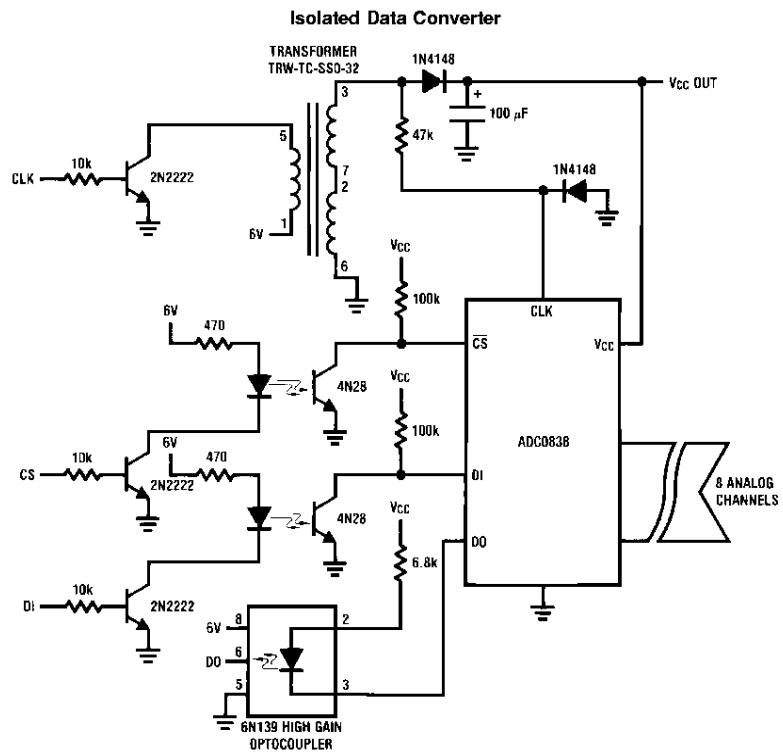 Isolated Data Converter
TRANSFORMER
TRW-TC-SSD-32
1N4148
3
VCC OUT
+
100 μF
5
47k
10k
CLK
2N2222
7
2
1N4148
1
6V
6
VCC
100k
CLK
6V
470
CS
VCC
VCC
4N28
100k
ADC0838
10k
6V
470
CS
2N2222
DI
8 ANALOG
CHANNELS
4N28
VCC
DO
6.8k
10k
DI
2N2222
6V
8
2
DO
6
5
3
6N139 HIGH GAIN
OPTOCOUPLER